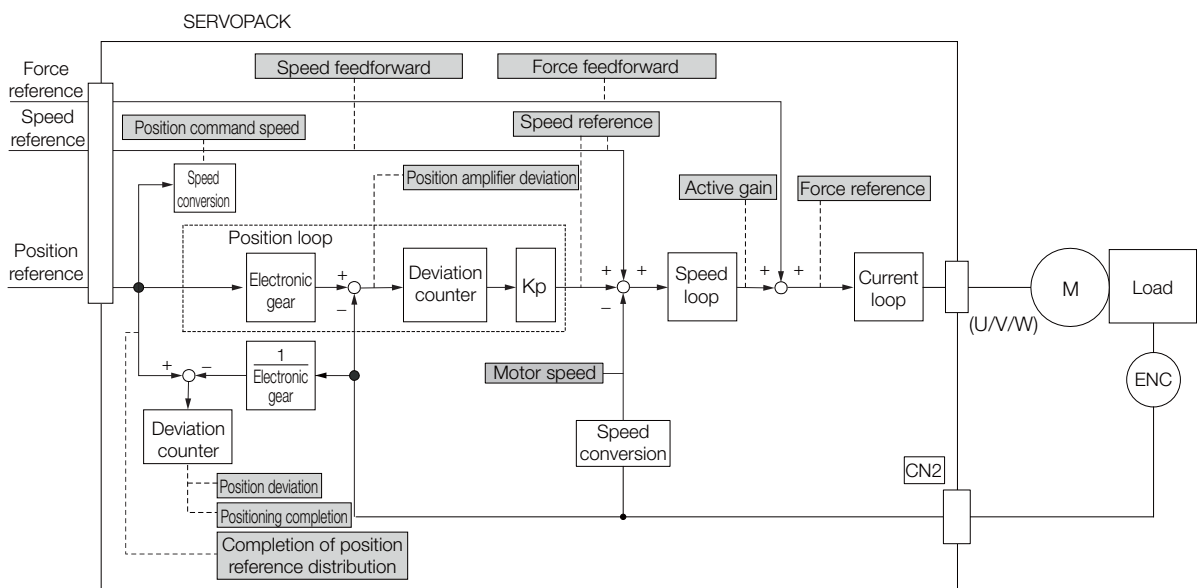 SERVOPACK
Force
reference
Speed
reference
Speed feedforward
Force feedforward
Position command speed
Speed reference
Speed
conversion
Position amplifier deviation
Active gain
Force reference
Position
reference
Position loop
Electronic
gear
+
−
Deviation
counter
Kp
+
+
−
Speed
loop
+
+
Current
loop
(U/V/W)
M
Load
ENC
+
−
1
Electronic
gear
Motor speed
Deviation
counter
Speed
conversion
CN2
Position deviation
Positioning completion
Completion of position
reference distribution